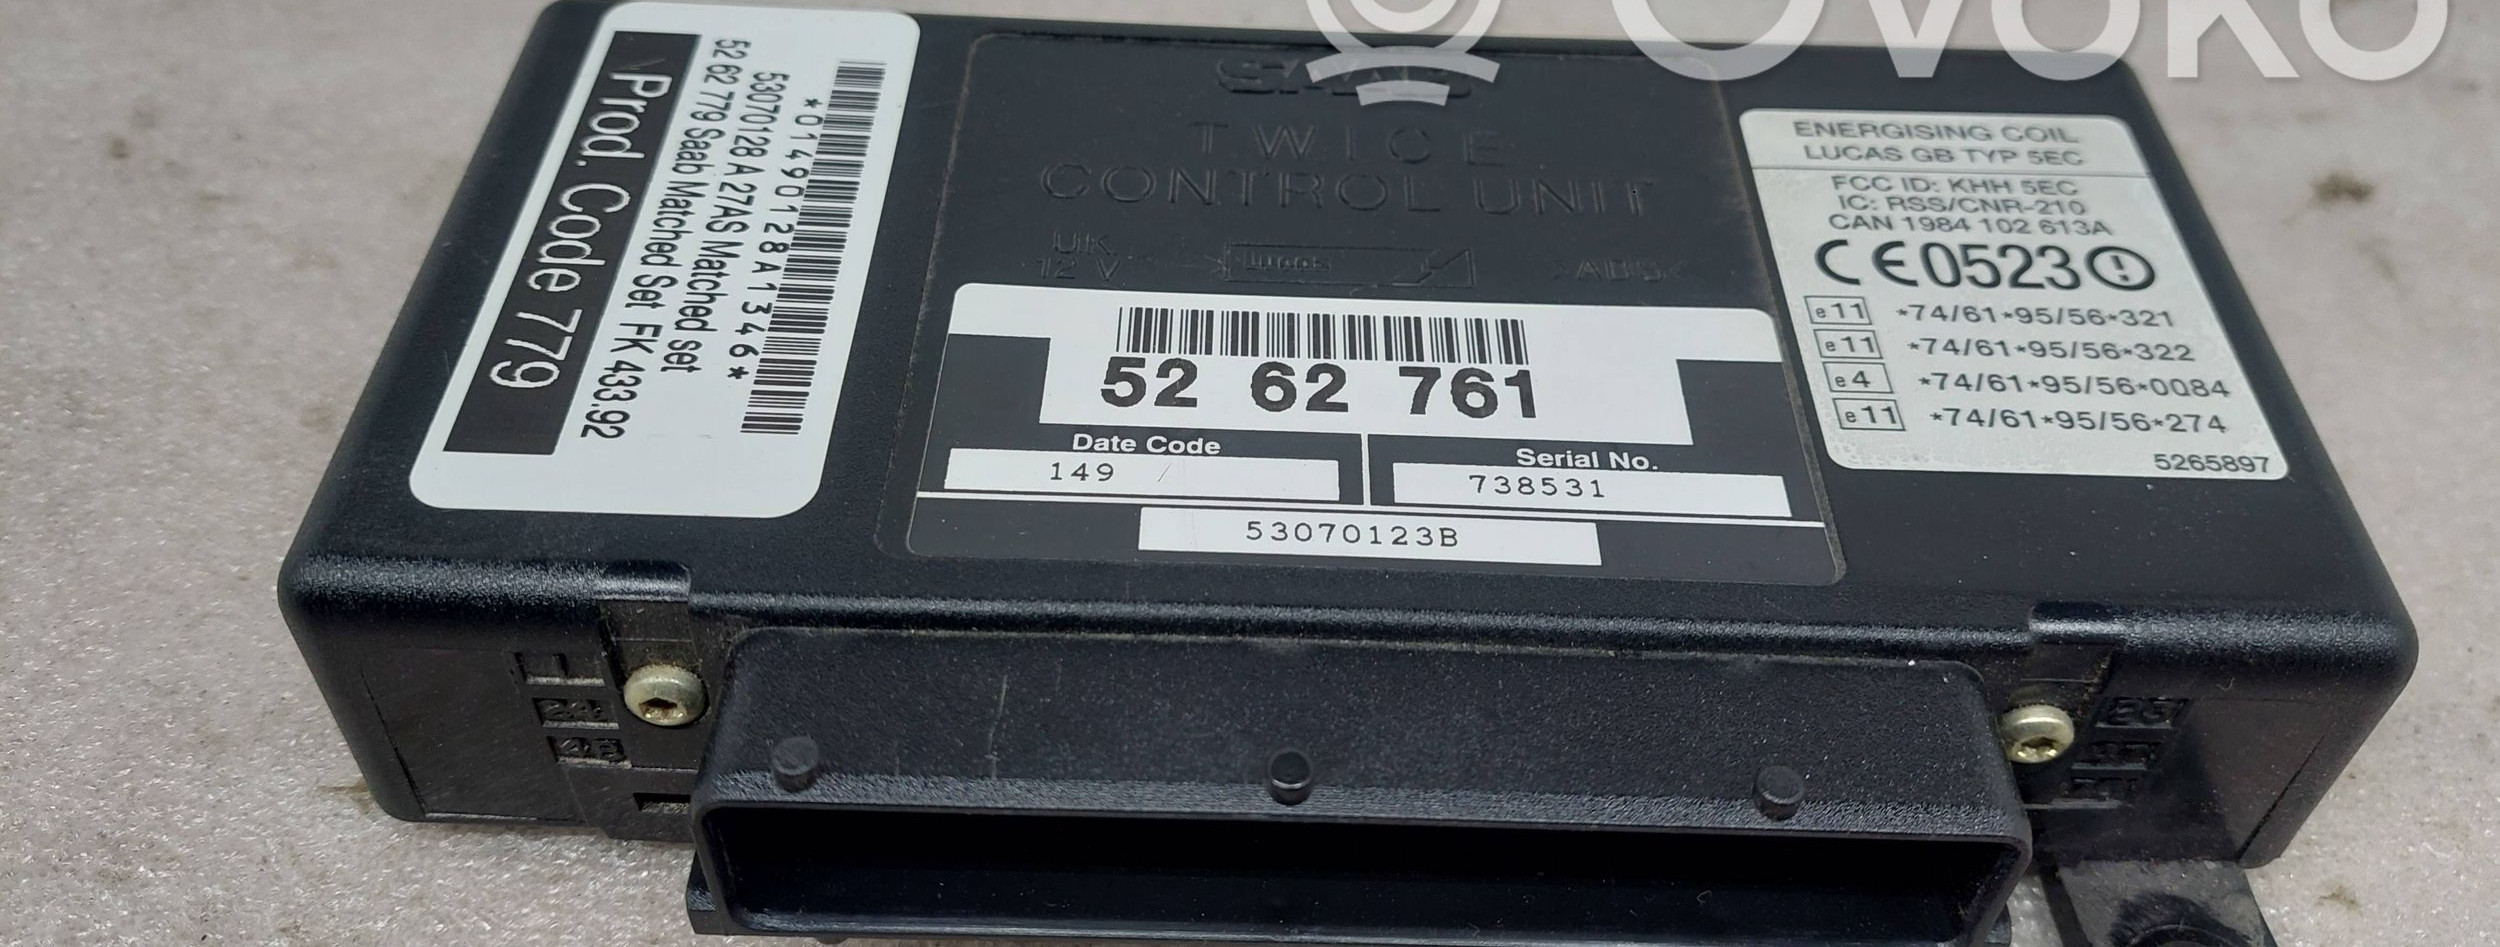 OVOKO
Prod. Code 779
52 62 779 Saab Matched Set FK 433.92
53070128 A 27AS Matched set
*01490128A1346*
SAAB
TWICE
CONTROL UNIT
UK
12 V
Lucas
>ABS<
52 62 761
Date Code
149
Serial No.
738531
53070123B
ENERGISING COIL
LUCAS GB TYP 5EC
FCC ID: KHH 5EC
IC: RSS/CNR-210
CAN 1984 102 613A
CE0523
e11 *74/61*95/56*321
e11 *74/61*95/56*322
e4 *74/61*95/56*0084
e11 *74/61*95/56*274
5265897
1
24